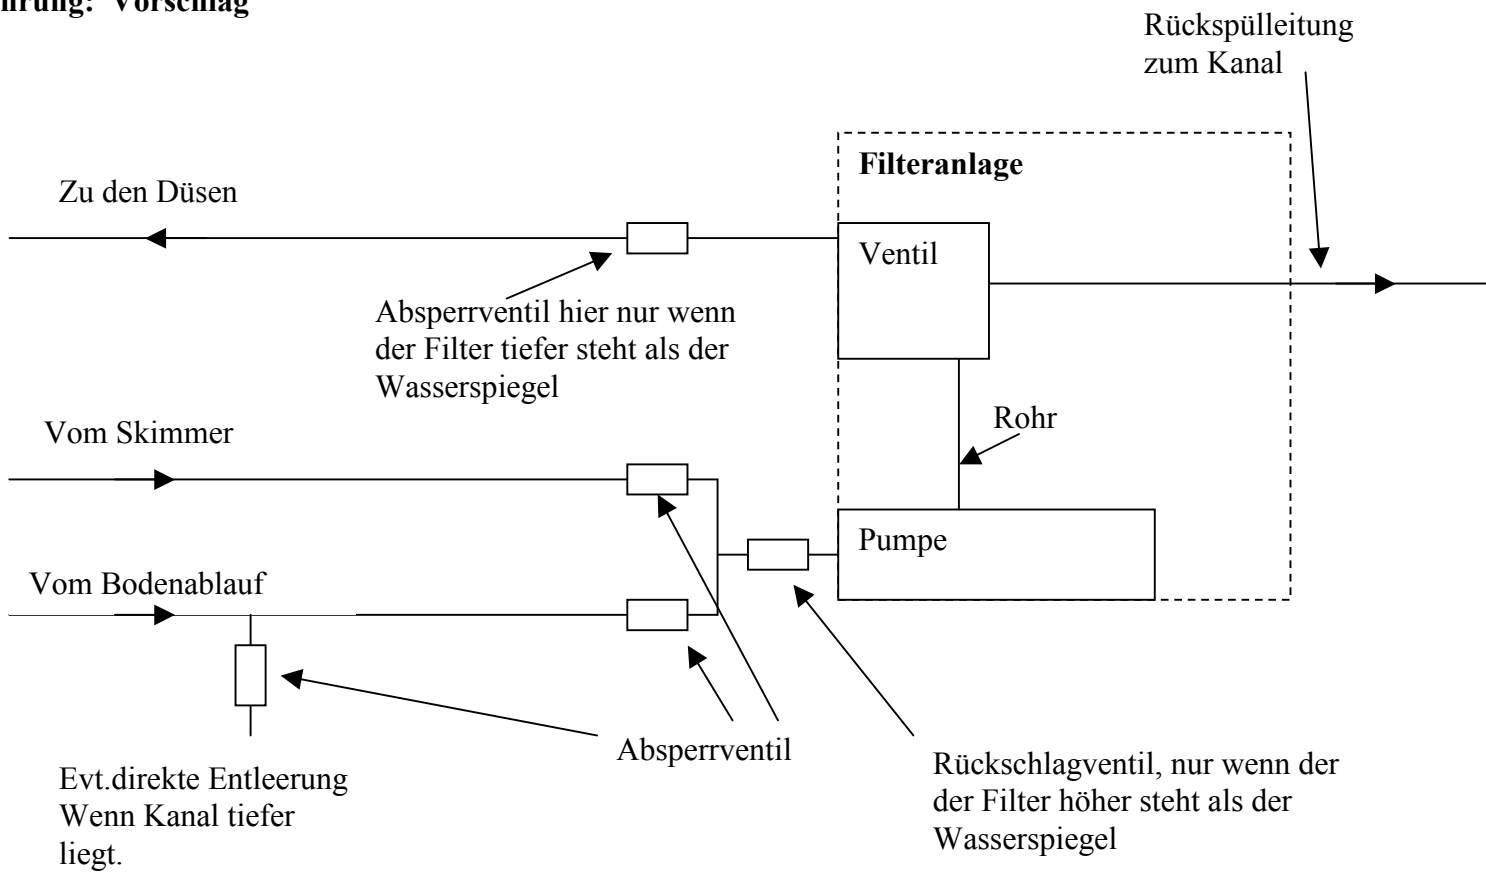 hrung:  Vorschlag
Rückspülleitung
zum Kanal
Filteranlage
Zu den Düsen
Ventil
Absperrventil hier nur wenn
der Filter tiefer steht als der
Wasserspiegel
Rohr
Vom Skimmer
Pumpe
Vom Bodenablauf
Absperrventil
Evt.direkte Entleerung
Wenn Kanal tiefer
liegt.
Rückschlagventil, nur wenn der
der Filter höher steht als der
Wasserspiegel